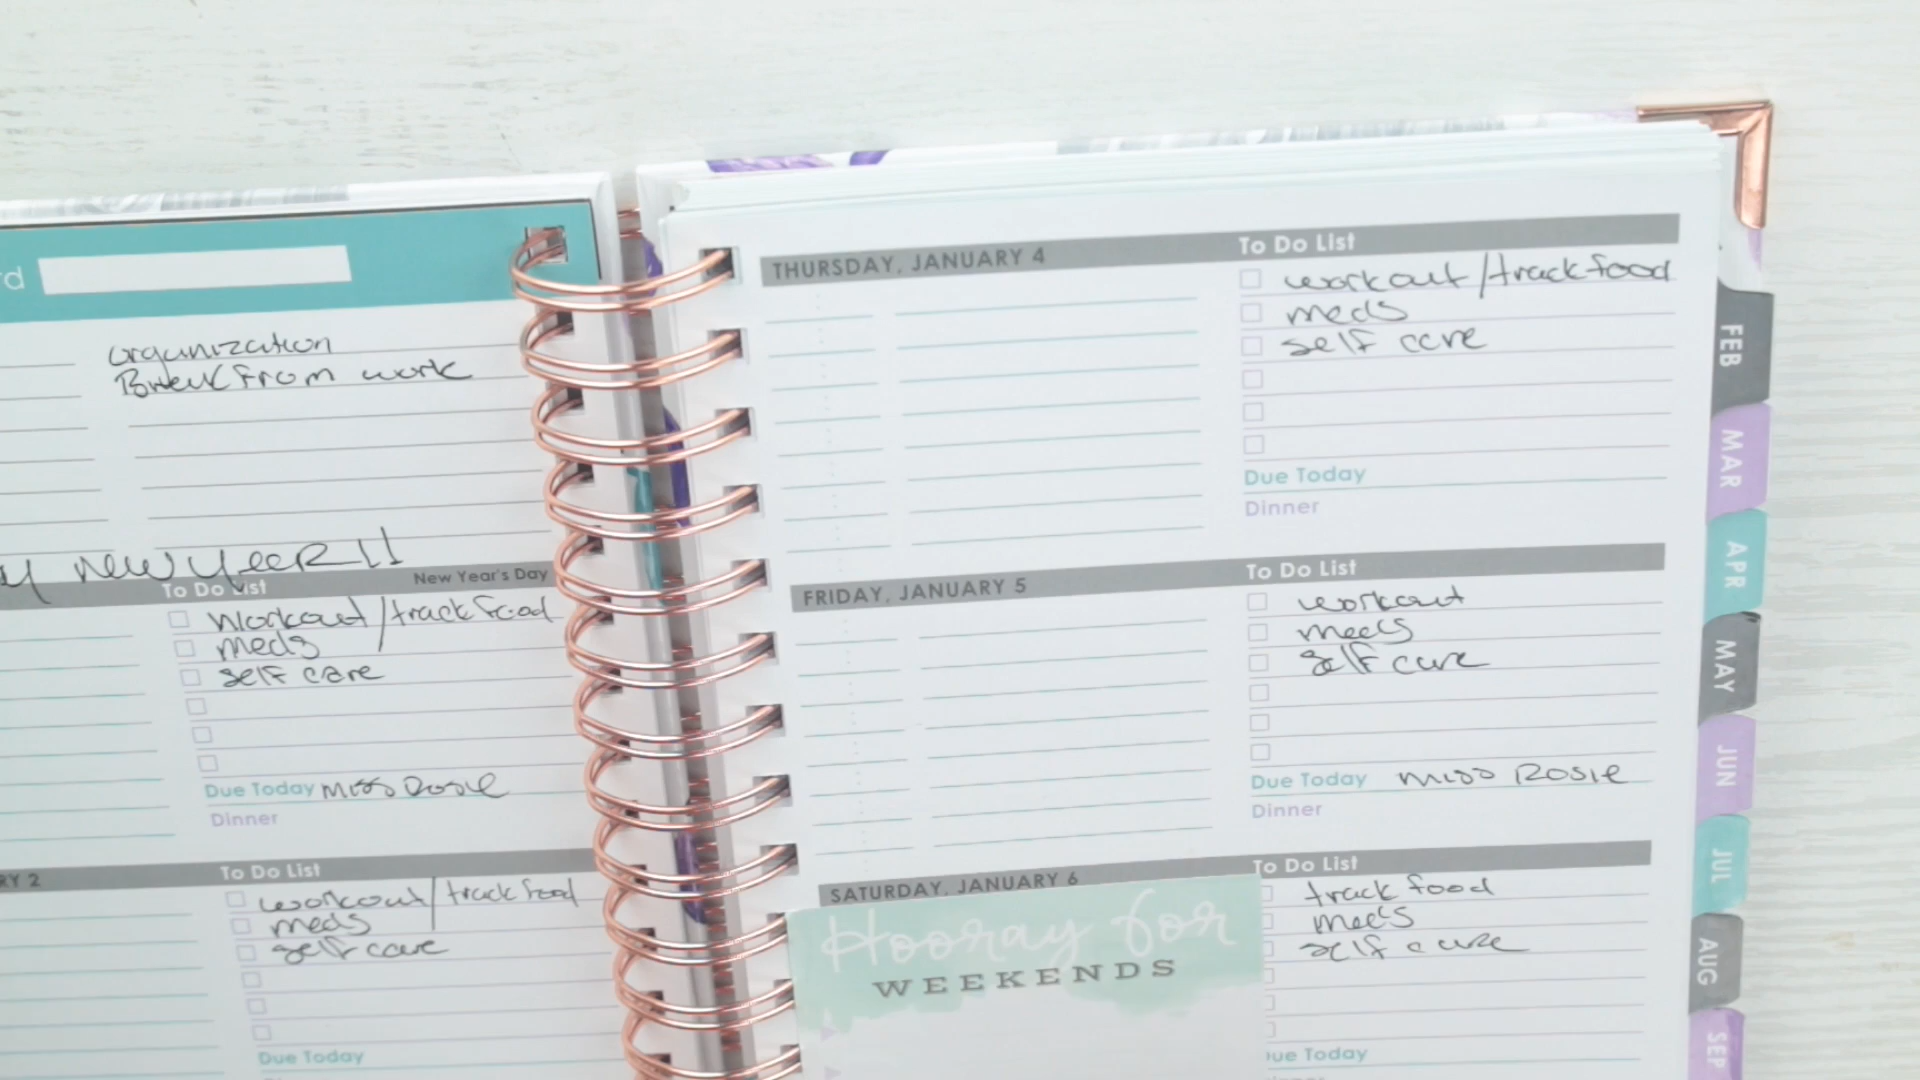 rd
organization
Break from work
y New Year!!
To Do List
New Year's Day
Workout/track food
meds
self care
Due Today Miss Rosie
Dinner
RY 2
To Do List
workout/track food
meds
self care
Due Today
THURSDAY, JANUARY 4
To Do List
workout/track food
meds
self care
Due Today
Dinner
FRIDAY, JANUARY 5
To Do List
workout
meds
self care
Due Today Miss Rosie
Dinner
SATURDAY, JANUARY 6
To Do List
Hooray for
WEEKENDS
track food
meds
self care
ue Today
FEB
MAR
APR
MAY
JUN
JUL
AUG
SEP